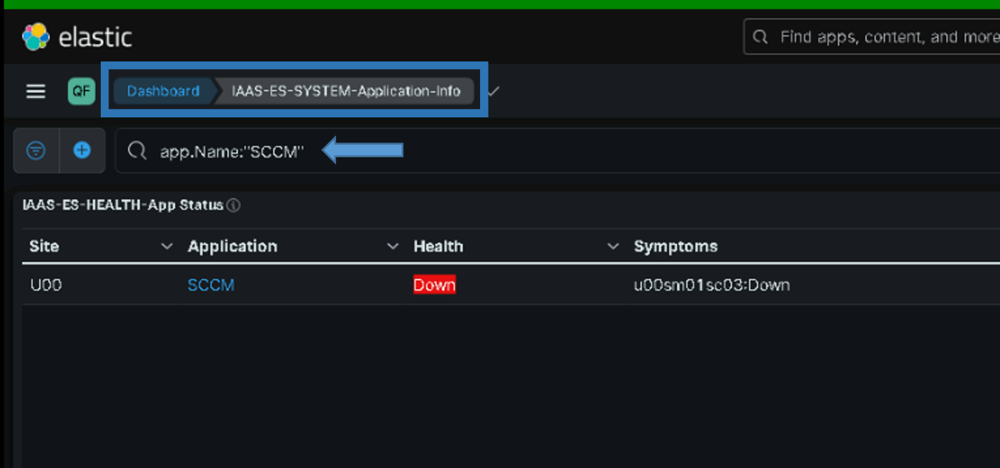 elastic
Find apps, content, and more
QF
Dashboard
IAAS-ES-SYSTEM-Application-Info
app.Name:"SCCM"
IAAS-ES-HEALTH-App Status
Site Application Health Symptoms
U00 SCCM Down u00sm01sc03:Down